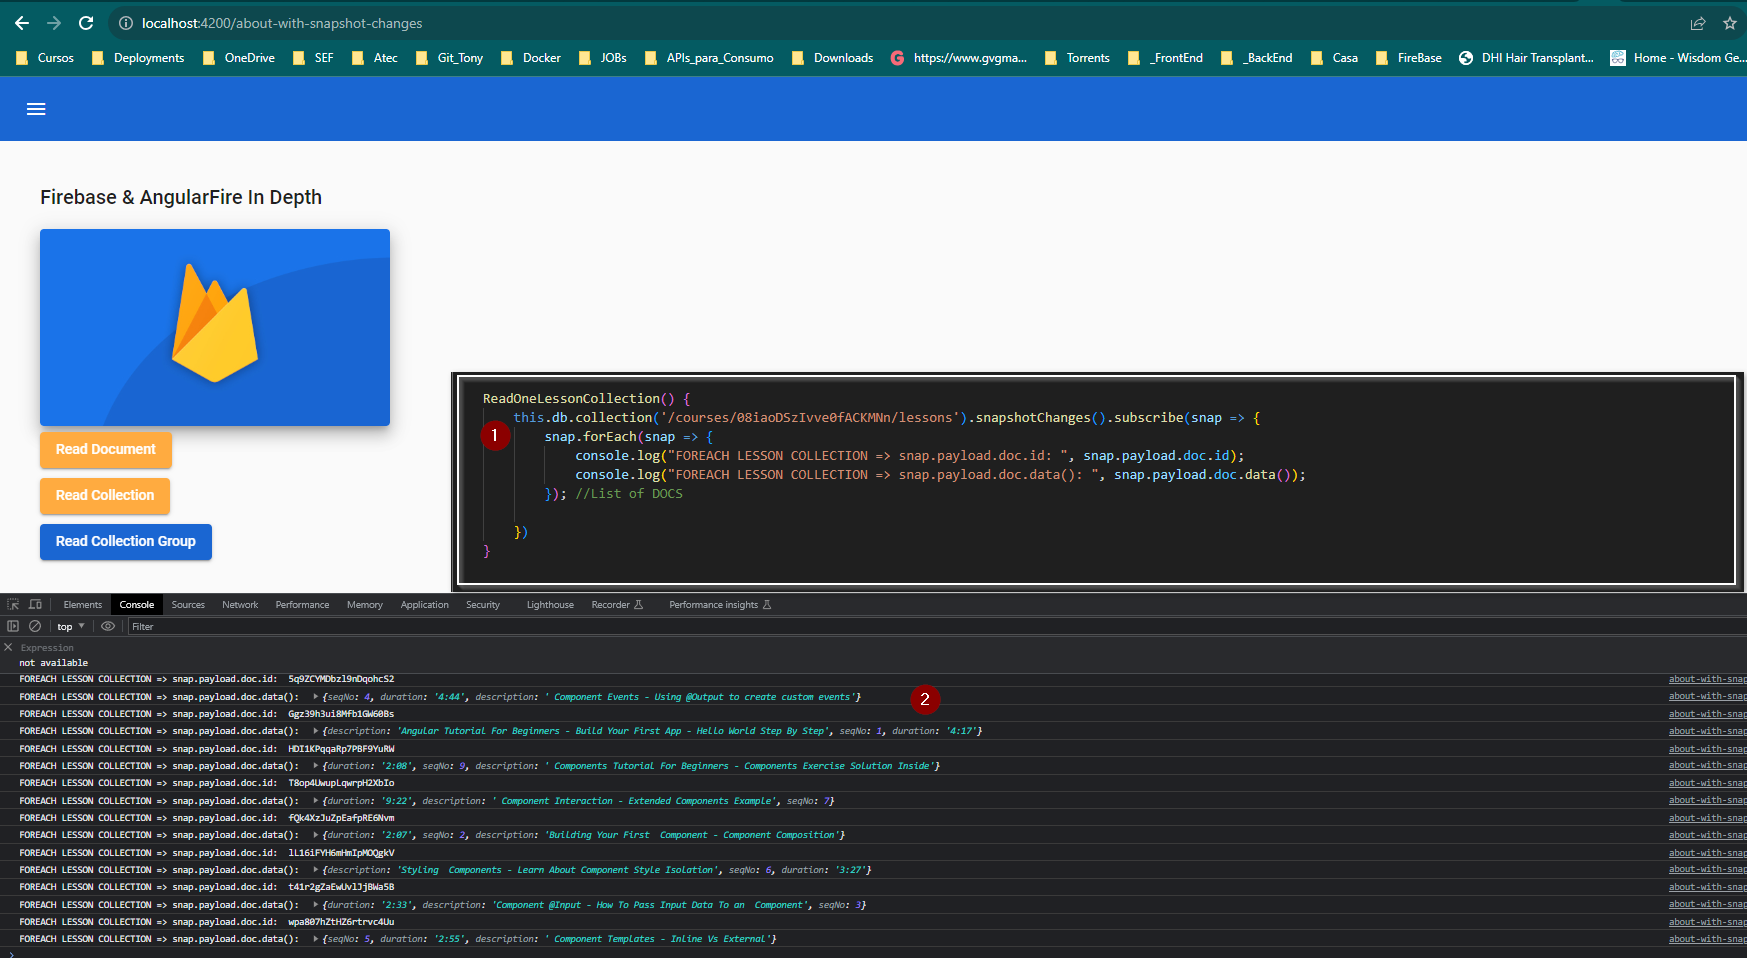 localhost:4200/about-with-snapshot-changes
Cursos Deployments OneDrive SEF Atec Git_Tony Docker JOBs APIs_para_Consumo Downloads G https://www.gvgma... Torrents _FrontEnd _BackEnd Casa FireBase DHI Hair Transplant... Home - Wisdom Ge...
Firebase & AngularFire In Depth
Read Document
Read Collection
Read Collection Group
ReadOneLessonCollection() {
this.db.collection('/courses/08iaoDSzIvve0fACKMNn/lessons').snapshotChanges().subscribe(snap => {
1 snap.forEach(snap => {
console.log("FOREACH LESSON COLLECTION => snap.payload.doc.id: ", snap.payload.doc.id);
console.log("FOREACH LESSON COLLECTION => snap.payload.doc.data(): ", snap.payload.doc.data());
}); //List of DOCS
})
}
Elements Console Sources Network Performance Memory Application Security Lighthouse Recorder Performance insights
top Filter
Expression
not available
FOREACH LESSON COLLECTION => snap.payload.doc.id: 5q9ZCYMDbzl9nDqohcS2 about-with-snap
FOREACH LESSON COLLECTION => snap.payload.doc.data(): {seqNo: 4, duration: '4:44', description: ' Component Events - Using @Output to create custom events'} 2 about-with-snap
FOREACH LESSON COLLECTION => snap.payload.doc.id: Ggz39h3ui8Mfb1GW60Bs about-with-snap
FOREACH LESSON COLLECTION => snap.payload.doc.data(): {description: 'Angular Tutorial For Beginners - Build Your First App - Hello World Step By Step', seqNo: 1, duration: '4:17'} about-with-snap
FOREACH LESSON COLLECTION => snap.payload.doc.id: HDI1KPqqaRp7PBF9YuRW about-with-snap
FOREACH LESSON COLLECTION => snap.payload.doc.data(): {duration: '2:08', seqNo: 9, description: ' Components Tutorial For Beginners - Components Exercise Solution Inside'} about-with-snap
FOREACH LESSON COLLECTION => snap.payload.doc.id: T8op4UwupLqwrpH2XbIo about-with-snap
FOREACH LESSON COLLECTION => snap.payload.doc.data(): {duration: '9:22', description: ' Component Interaction - Extended Components Example', seqNo: 7} about-with-snap
FOREACH LESSON COLLECTION => snap.payload.doc.id: fQk4XzJuZpEafpRE6Nvm about-with-snap
FOREACH LESSON COLLECTION => snap.payload.doc.data(): {duration: '2:07', seqNo: 2, description: 'Building Your First  Component - Component Composition'} about-with-snap
FOREACH LESSON COLLECTION => snap.payload.doc.id: lL16iFYH6mHmIpMOQgkV about-with-snap
FOREACH LESSON COLLECTION => snap.payload.doc.data(): {description: 'Styling  Components - Learn About Component Style Isolation', seqNo: 6, duration: '3:27'} about-with-snap
FOREACH LESSON COLLECTION => snap.payload.doc.id: t41r2gZaEwUvlJjBWa5B about-with-snap
FOREACH LESSON COLLECTION => snap.payload.doc.data(): {duration: '2:33', description: 'Component @Input - How To Pass Input Data To an  Component', seqNo: 3} about-with-snap
FOREACH LESSON COLLECTION => snap.payload.doc.id: wpa807hZtHZ6rtrvc4Uu about-with-snap
FOREACH LESSON COLLECTION => snap.payload.doc.data(): {seqNo: 5, duration: '2:55', description: ' Component Templates - Inline Vs External'} about-with-snap